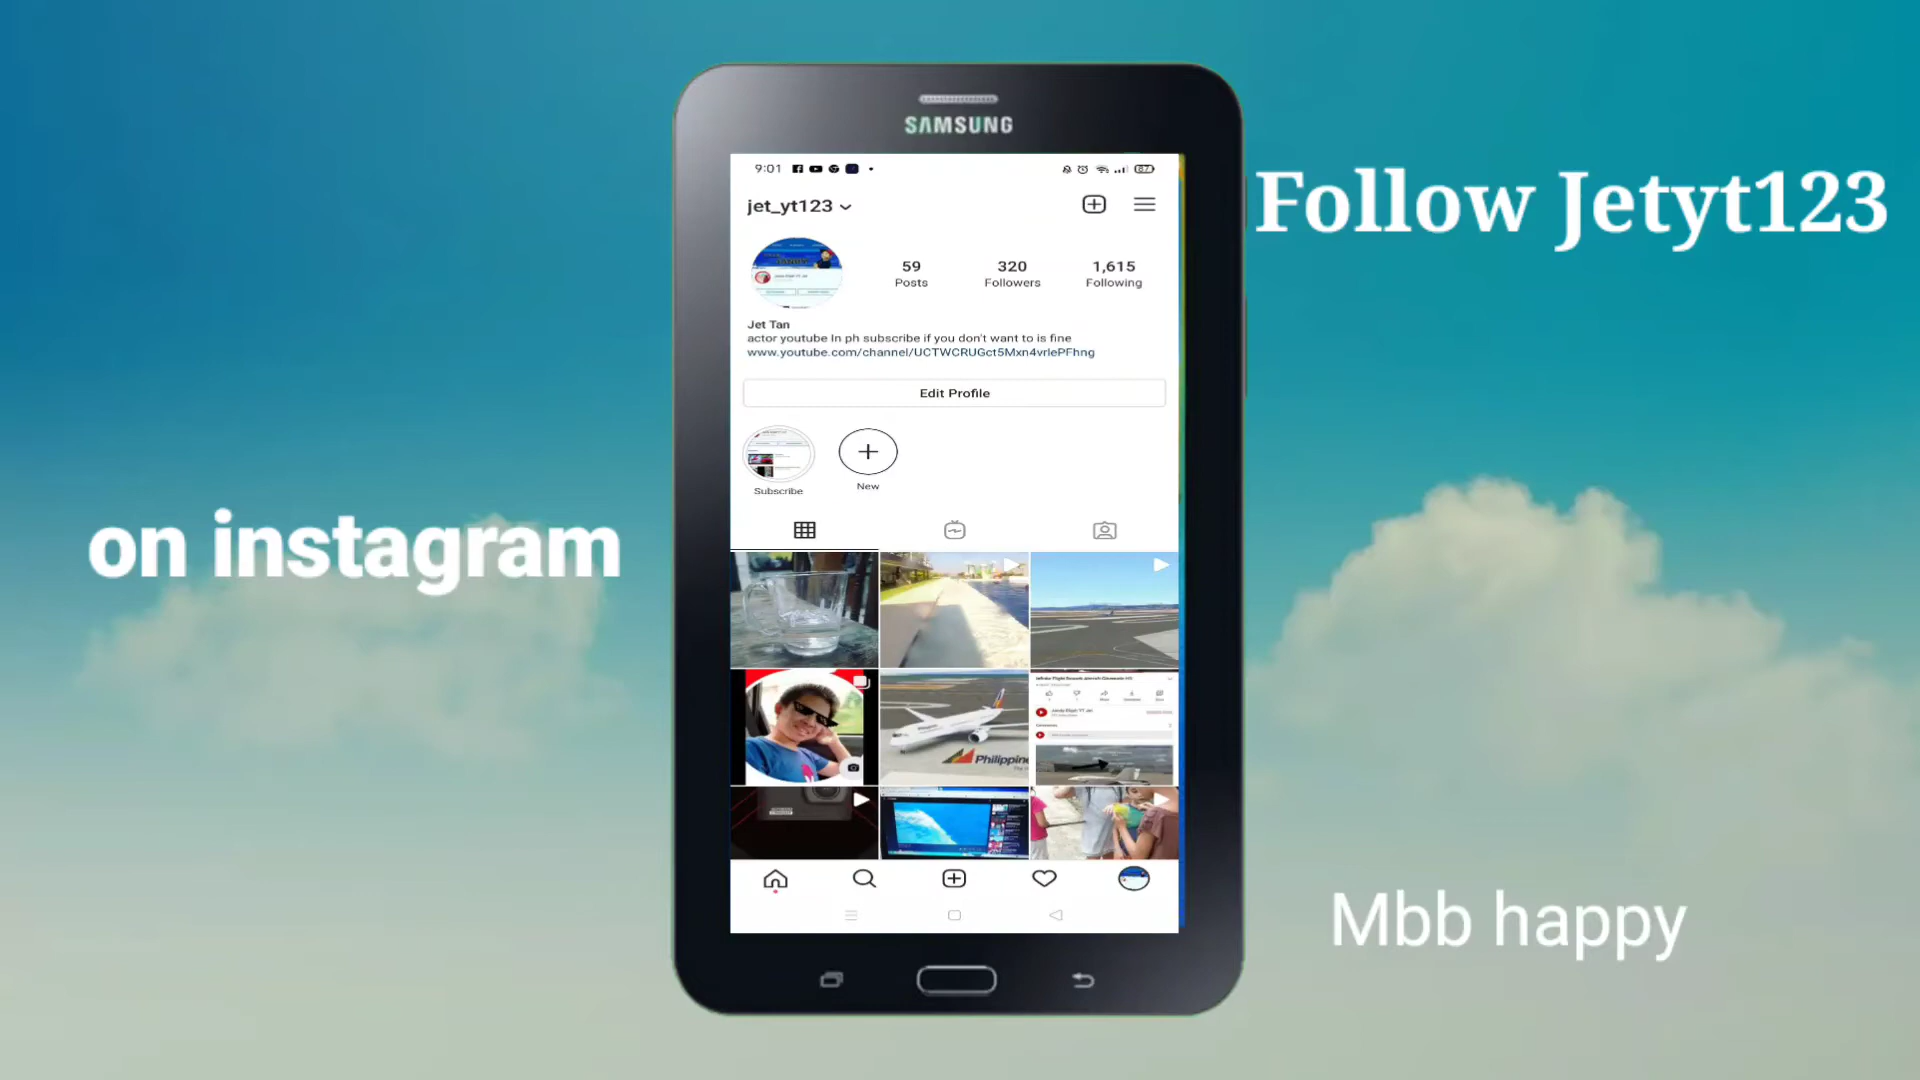 SAMSUNG
9:01
87
jet_yt123
Follow Jetyt123
59
320
1,615
Posts
Followers
Following
Jet Tan
actor youtube In ph subscribe if you don't want to is fine
www.youtube.com/channel/UCTWCRUGct5Mxn4vrlePFhng
Edit Profile
Subscribe
New
on instagram
Philippine
Mbb happy